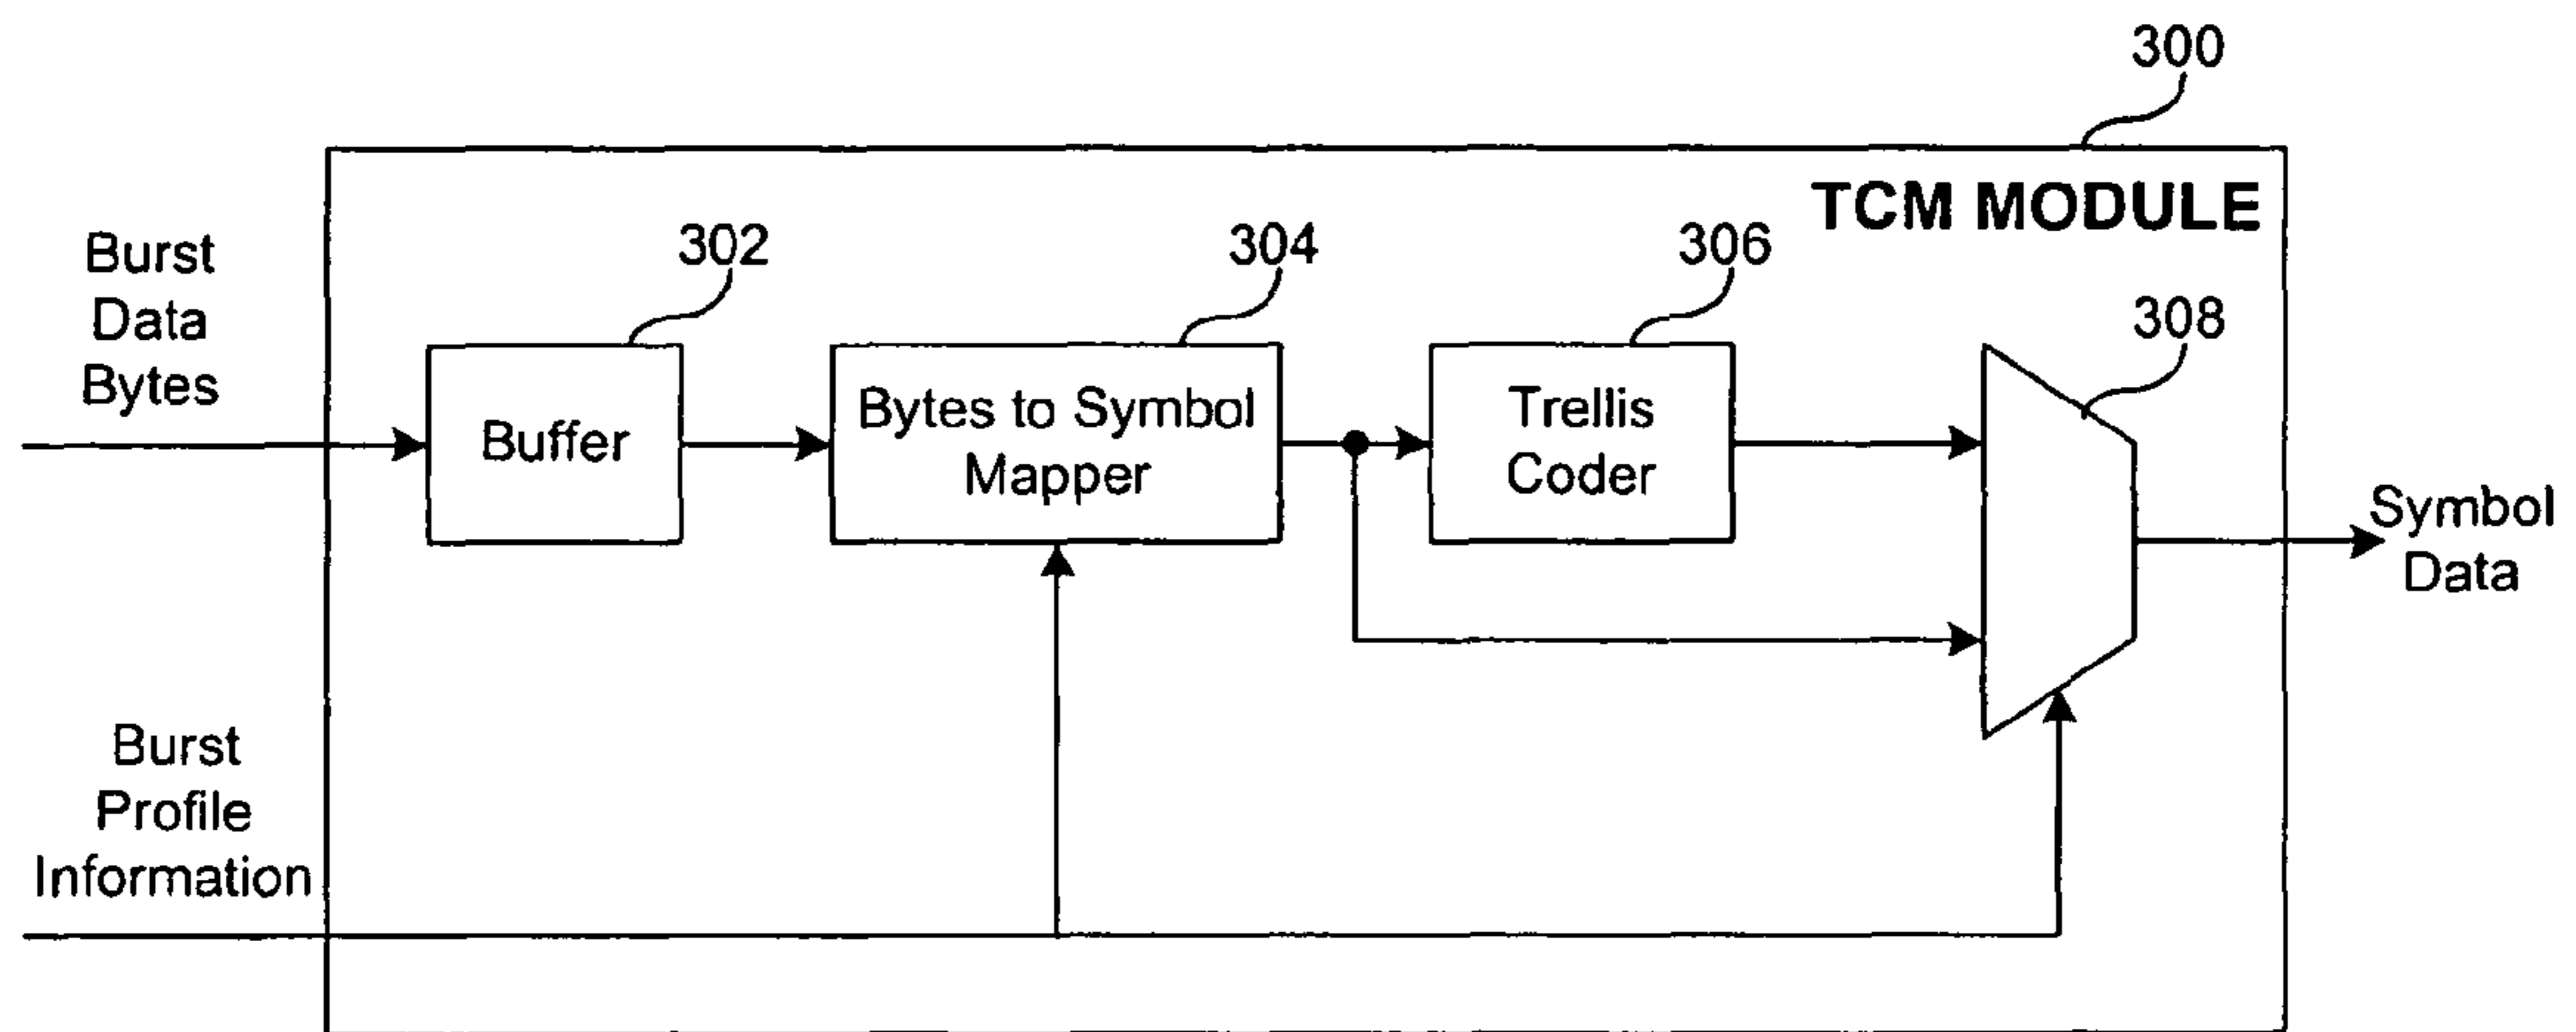 300
TCM MODULE
Burst
Data
Bytes
302
304
306
308
Buffer
Bytes to Symbol
Mapper
Trellis
Coder
Symbol
Data
Burst
Profile
Information